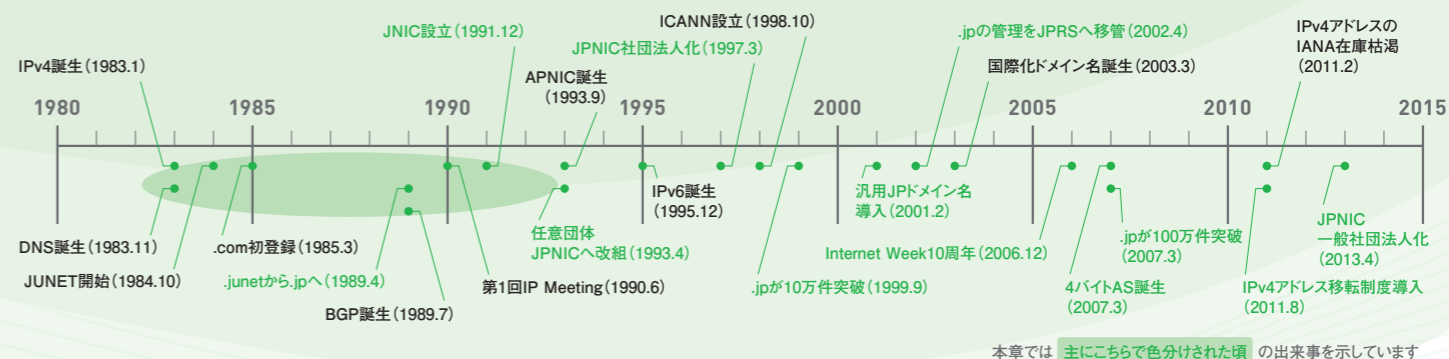 ICANN設立(1998.10)
IPv4アドレスの
IANA在庫枯渇
(2011.2)
JNIC設立(1991.12)
.jpの管理をJPRSへ移管(2002.4)
JPNIC社団法人化(1997.3)
IPv4誕生(1983.1)
APNIC誕生
(1993.9)
国際化ドメイン名誕生(2003.3)
1980
1985
1990
1995
2000
2005
2010
2015
IPv6誕生
(1995.12)
汎用JPドメイン名
導入(2001.2)
DNS誕生(1983.11)
.com初登録(1985.3)
任意団体
JPNICへ改組(1993.4)
Internet Week10周年(2006.12)
.jpが100万件突破
(2007.3)
JPNIC
一般社団法人化
(2013.4)
JUNET開始(1984.10)
.junetから.jpへ(1989.4)
第1回IP Meeting(1990.6)
.jpが10万件突破(1999.9)
4バイトAS誕生
(2007.3)
IPv4アドレス移転制度導入
(2011.8)
BGP誕生(1989.7)
本章では 主にこちらで色分けされた頃 の出来事を示しています